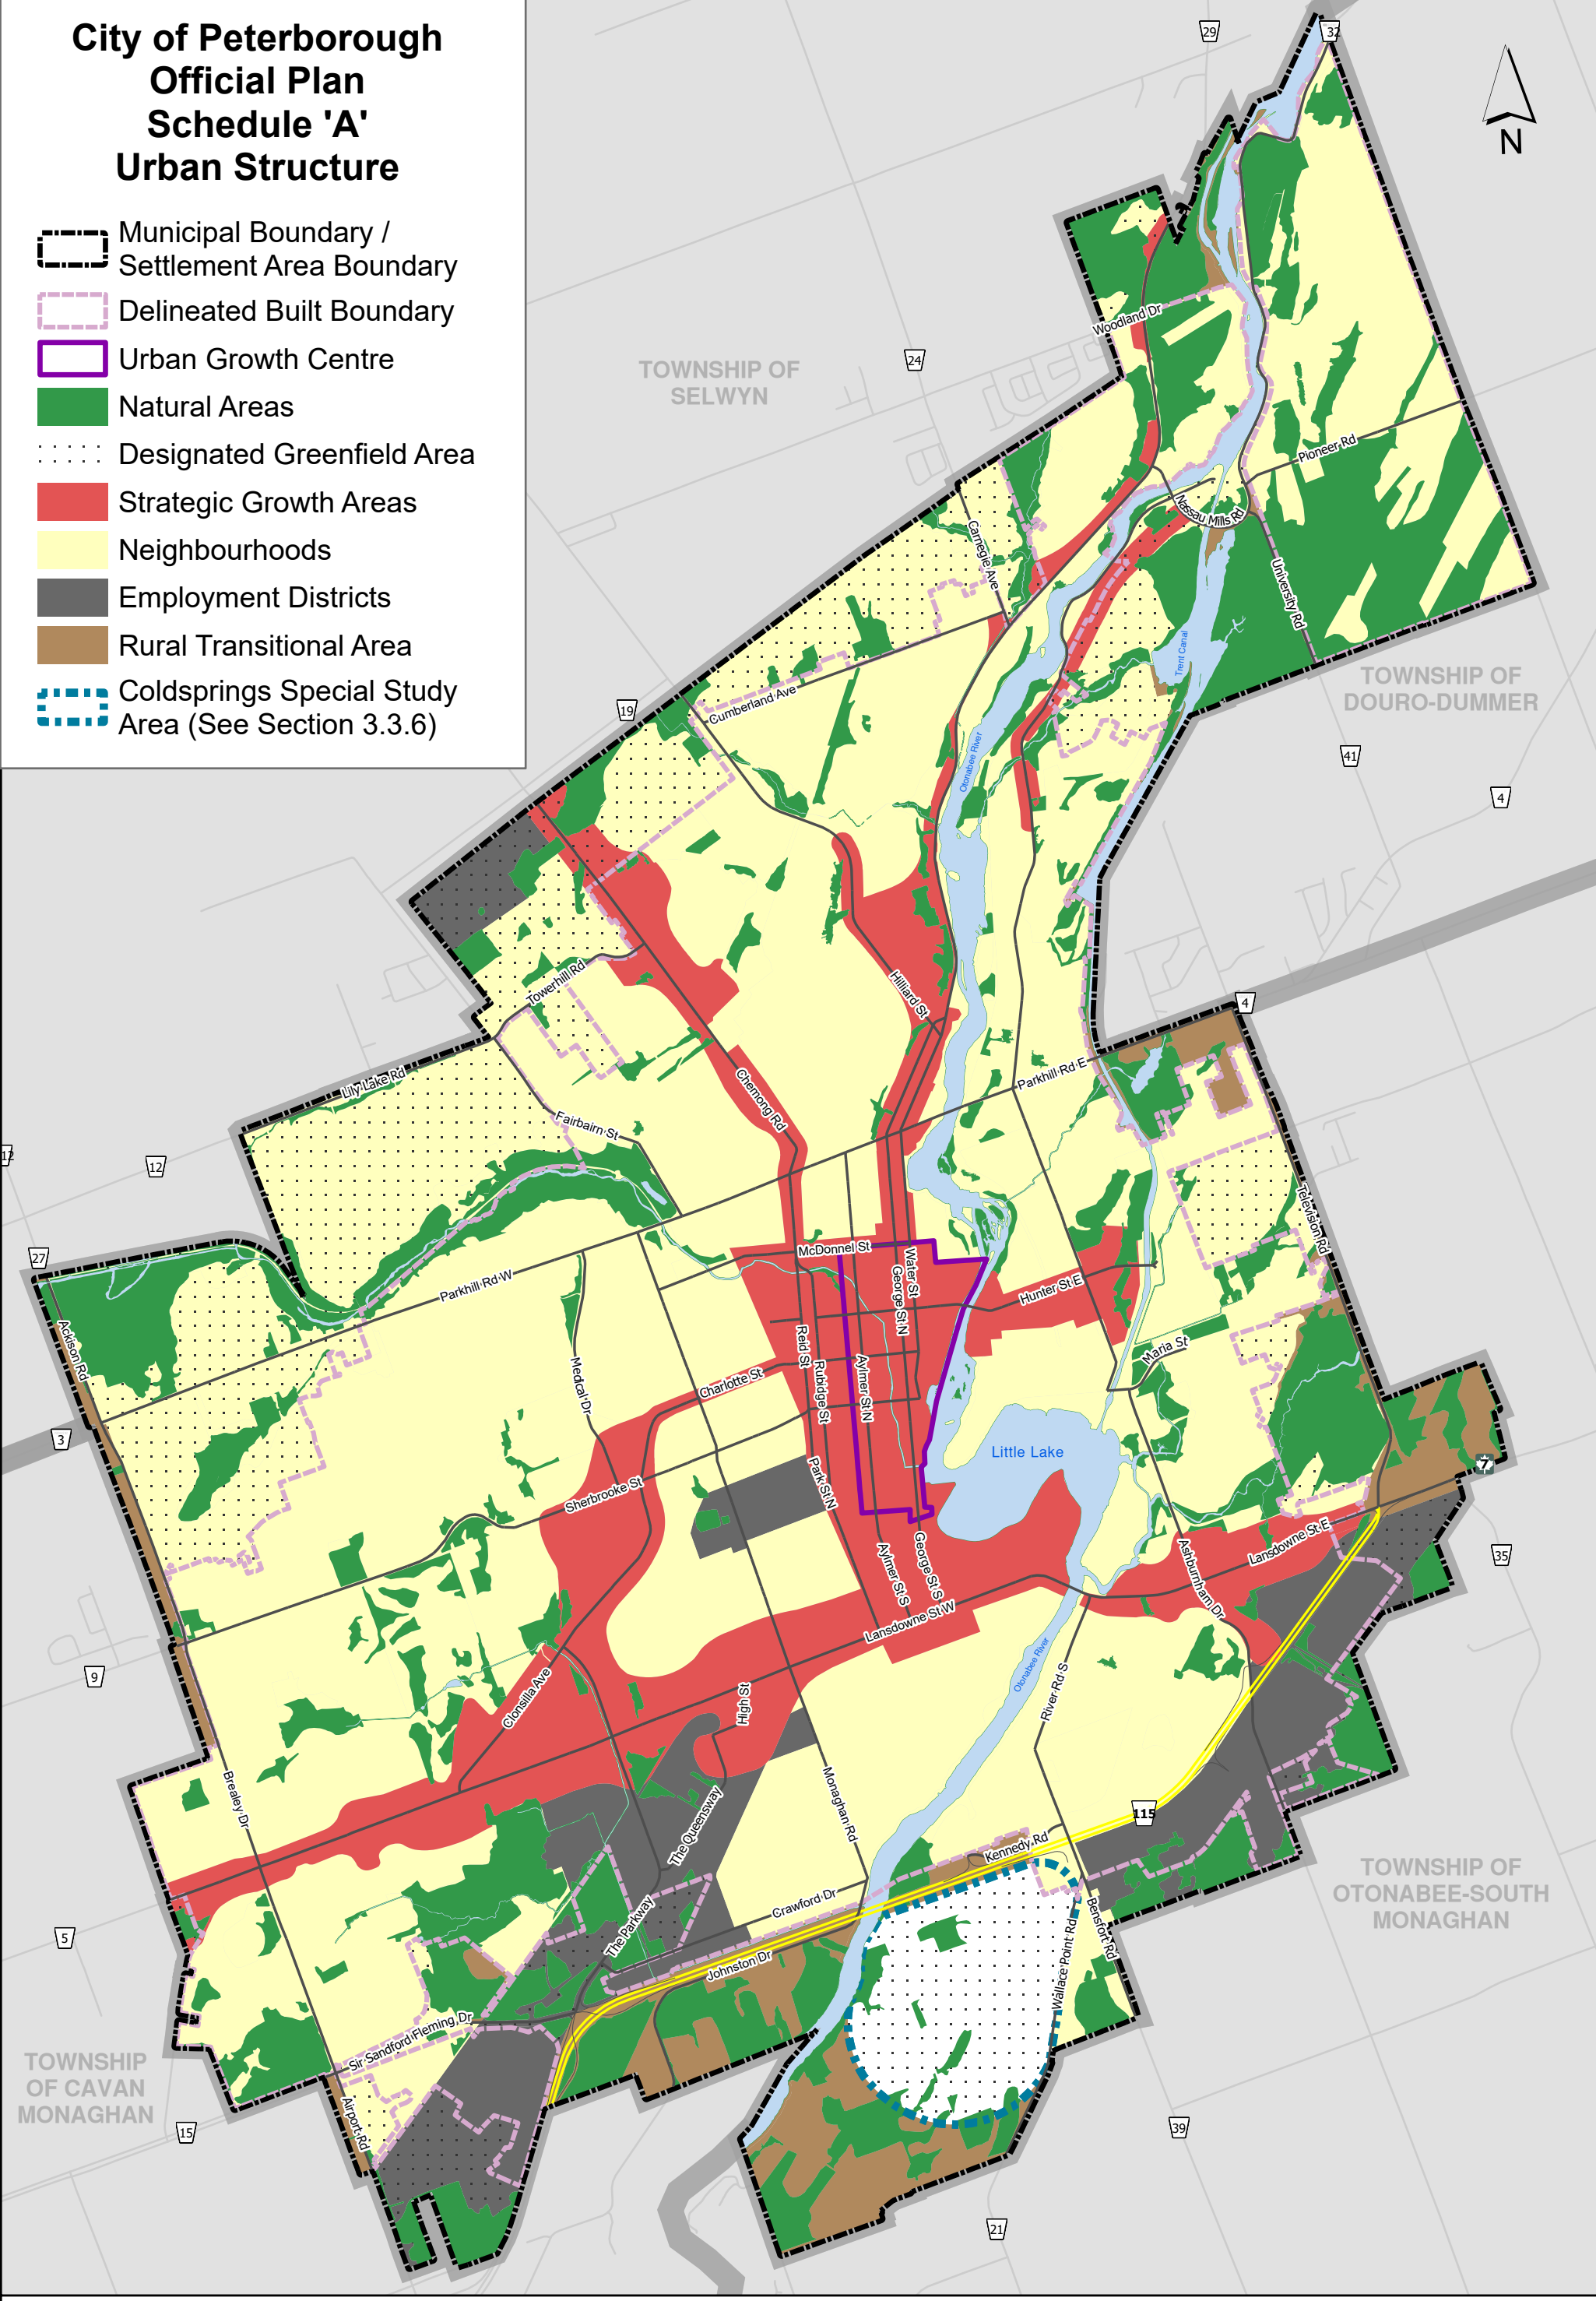 City of Peterborough
Official Plan
Schedule 'A'
Urban Structure
Municipal Boundary /
Settlement Area Boundary
Delineated Built Boundary
Urban Growth Centre
Natural Areas
Designated Greenfield Area
Strategic Growth Areas
Neighbourhoods
Employment Districts
Rural Transitional Area
Coldsprings Special Study
Area (See Section 3.3.6)
29
32
N
Woodland Dr
24
TOWNSHIP OF
SELWYN
Pioneer Rd
Nassau Mills Rd
Carnegie Ave
University Rd
Trent Canal
TOWNSHIP OF
DOURO-DUMMER
Cumberland Ave
19
Otonabee River
41
4
Towerhill Rd
Hilliard St
4
Lily Lake Rd
Chemong Rd
Parkhill Rd E
Fairbairn St
12
12
Television Rd
27
McDonnel St
Water St
George St N
Parkhill Rd W
Hunter St E
Ackison Rd
Reid St
Maria St
Medical Dr
Charlotte St
Rubidge St
Aylmer St N
3
Little Lake
7
Park St N
Sherbrooke St
Lansdowne St E
35
Aylmer St S
George St S
Ashburnham Dr
Lansdowne St W
9
Otonabee River
River Rd S
Clonsilla Ave
High St
Brealey Dr
Monaghan Rd
The Queensway
115
Kennedy Rd
TOWNSHIP OF
OTONABEE-SOUTH
MONAGHAN
Crawford Dr
5
The Parkway
Bensfort Rd
Johnston Dr
Wallace Point Rd
Sir Sandford Fleming Dr
TOWNSHIP
OF CAVAN
MONAGHAN
Airport Rd
15
39
21